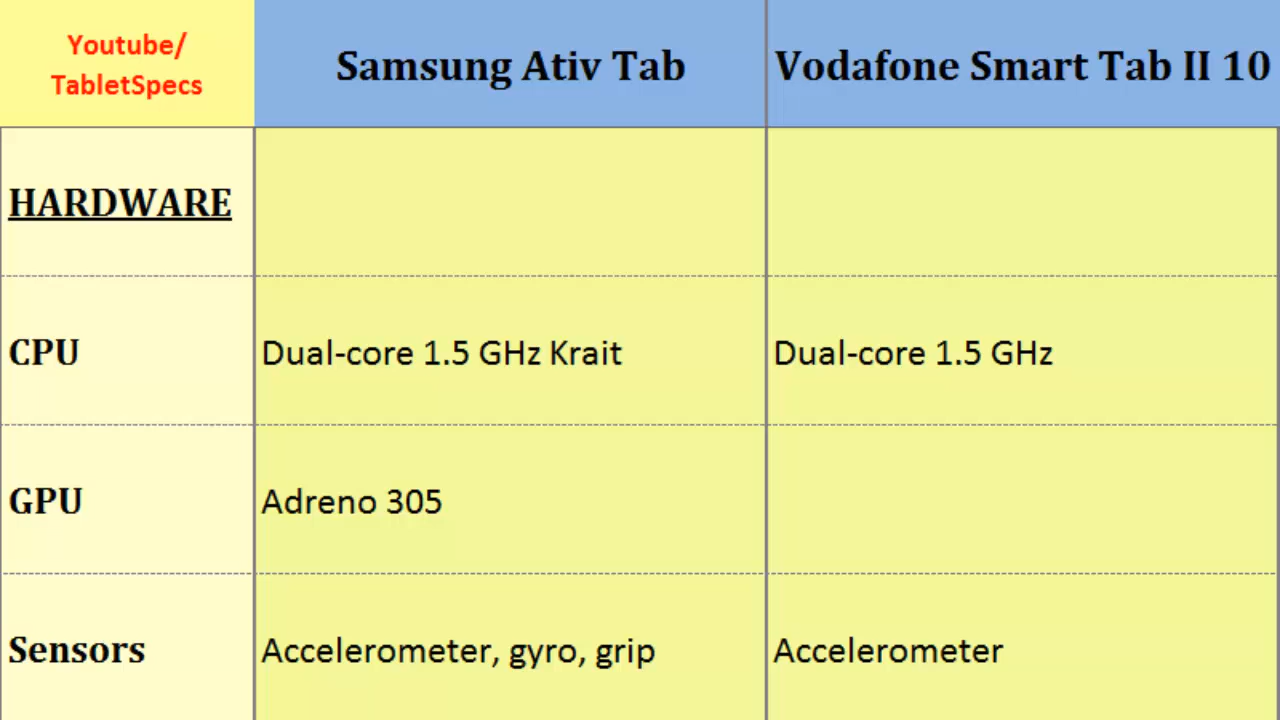 Youtube/
TabletSpecs
Samsung Ativ Tab
Vodafone Smart Tab II 10
HARDWARE
CPU
Dual-core 1.5 GHz Krait
Dual-core 1.5 GHz
GPU
Adreno 305
Sensors
Accelerometer, gyro, grip
Accelerometer